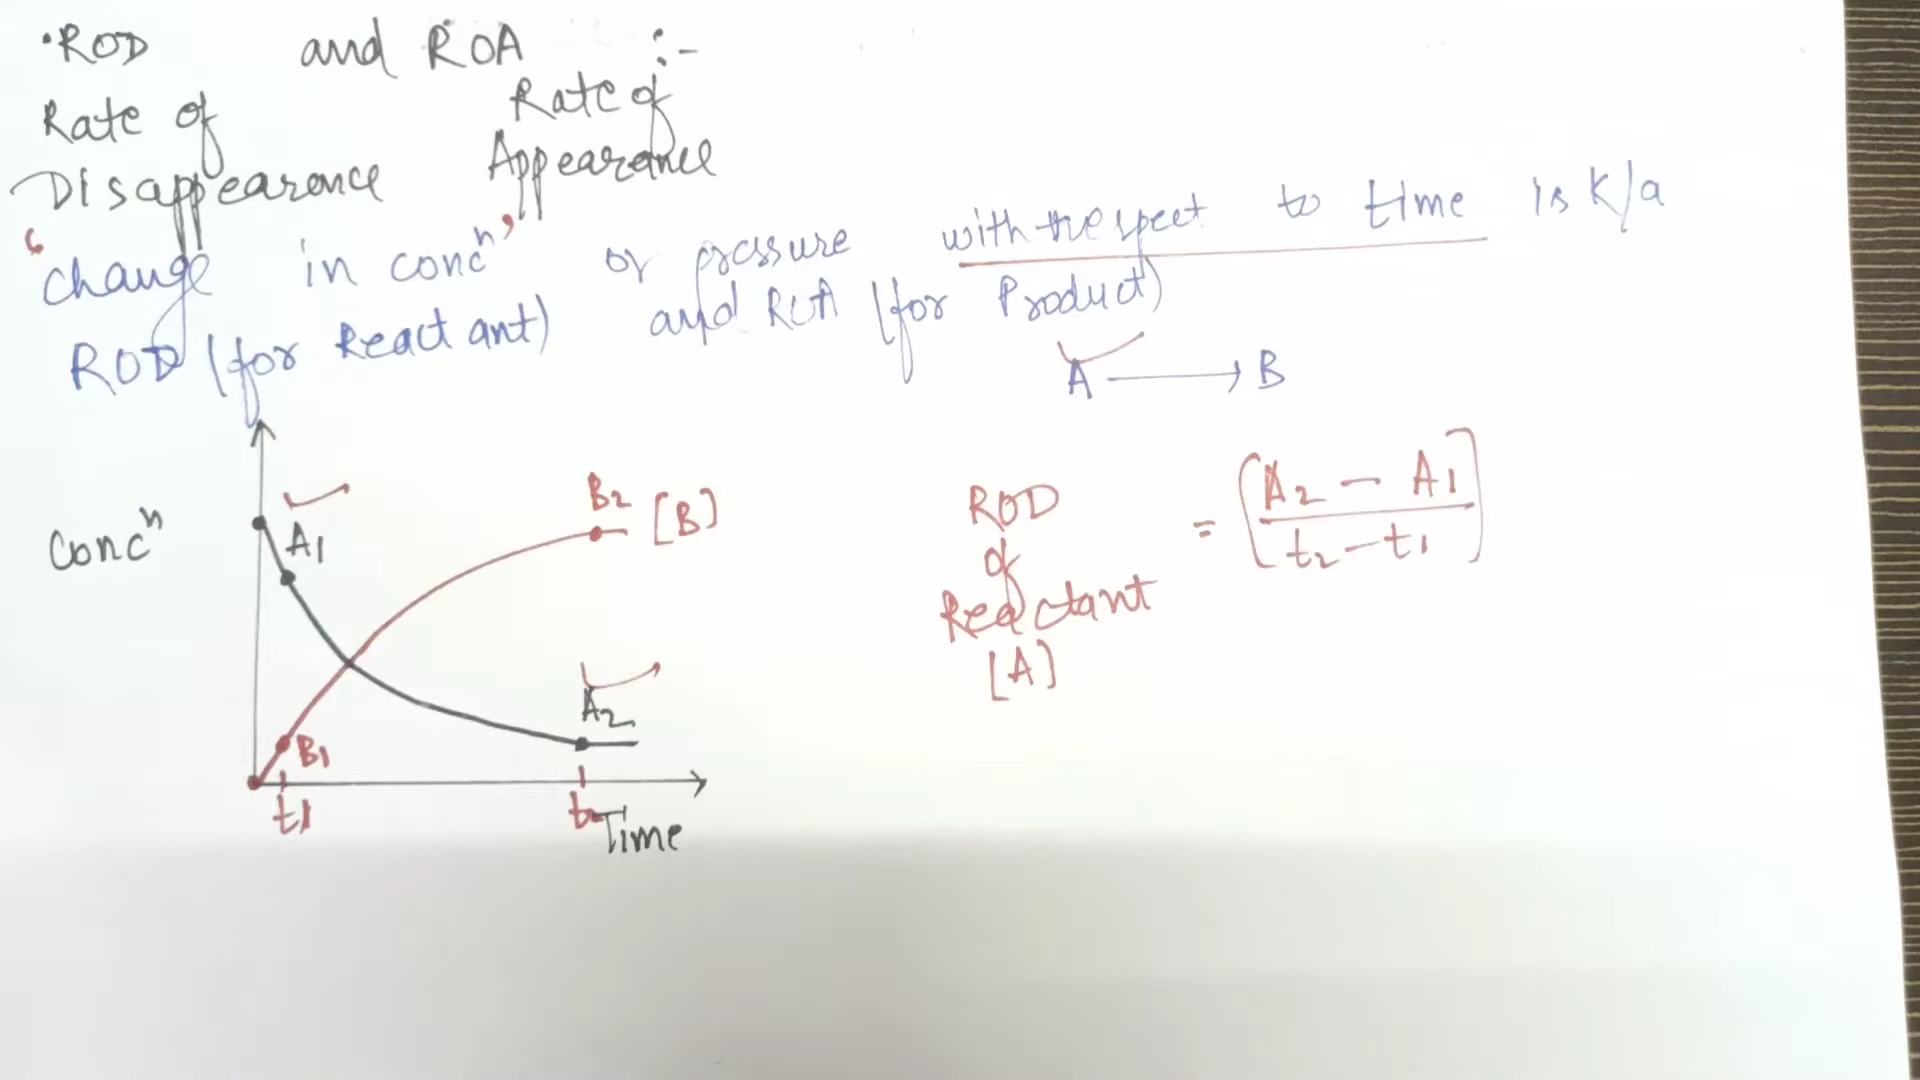 • ROD and ROA :-
Rate of Disappearence
Rate of Appearance
"change in concⁿ" or pressure with respect to time is k/a
ROD (for Reactant) and ROA (for Product)
A → B
Concⁿ
A1
B2 [B]
A2
B1
t1 t2
Time
ROD of Reactant [A] = [A2 - A1 / t2 - t1]